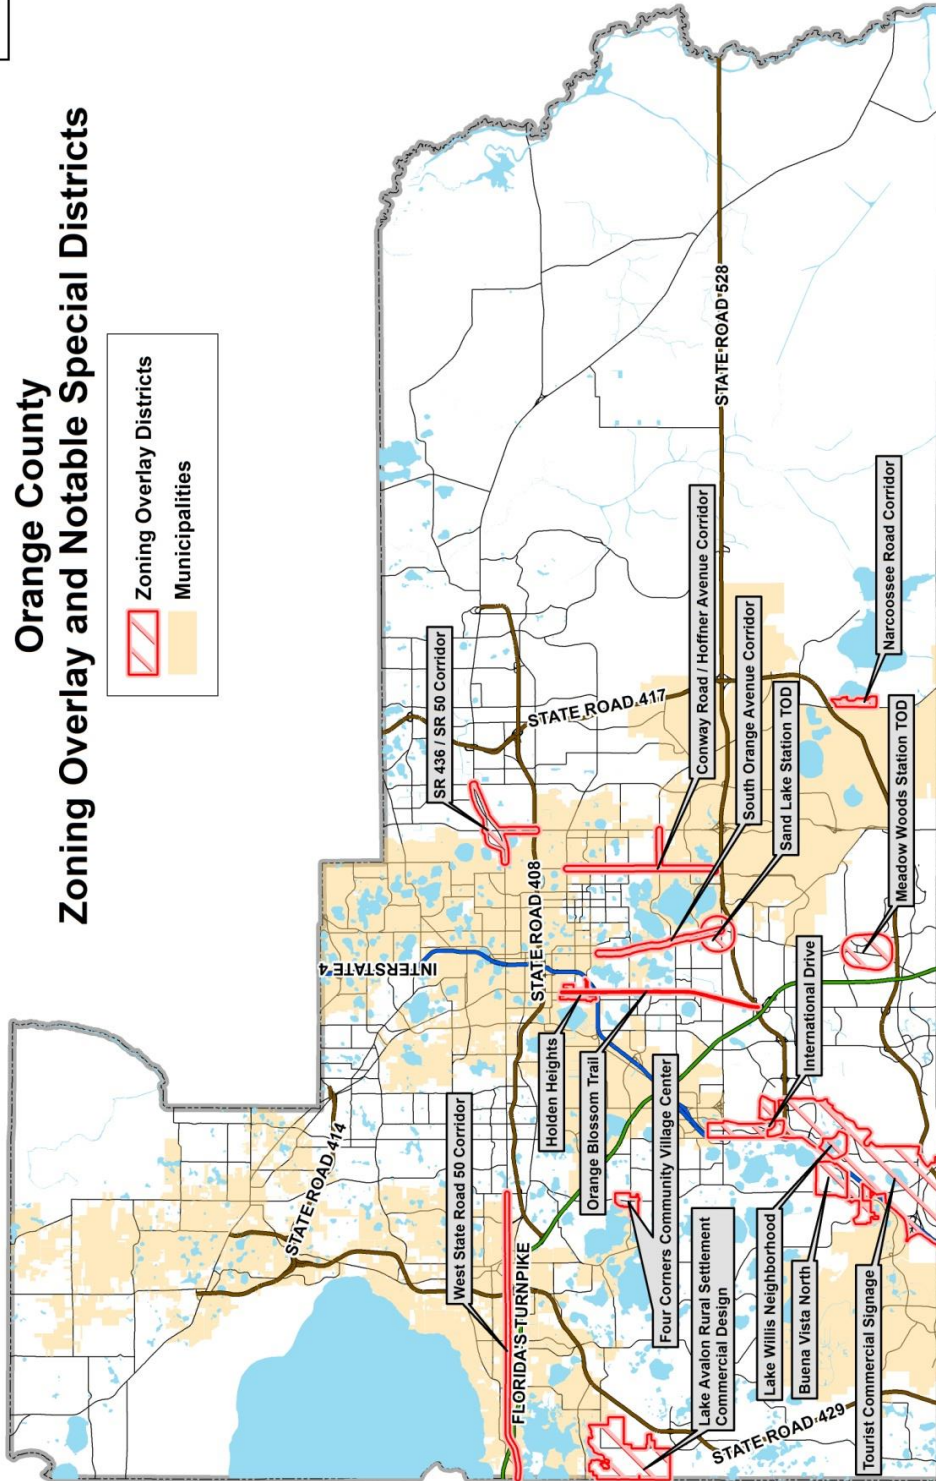 Orange County
Zoning Overlay and Notable Special Districts
Zoning Overlay Districts
Municipalities
STATE ROAD 414
INTERSTATE 4
West State Road 50 Corridor
FLORIDA'S TURNPIKE
STATE ROAD 408
SR 436 / SR 50 Corridor
STATE ROAD 417
STATE ROAD 528
Holden Heights
Orange Blossom Trail
Four Corners Community Village Center
Lake Avalon Rural Settlement
Commercial Design
Conway Road / Hoffner Avenue Corridor
South Orange Avenue Corridor
Sand Lake Station TOD
International Drive
Lake Willis Neighborhood
Buena Vista North
Tourist Commercial Signage
STATE ROAD 429
Meadow Woods Station TOD
Narcoossee Road Corridor